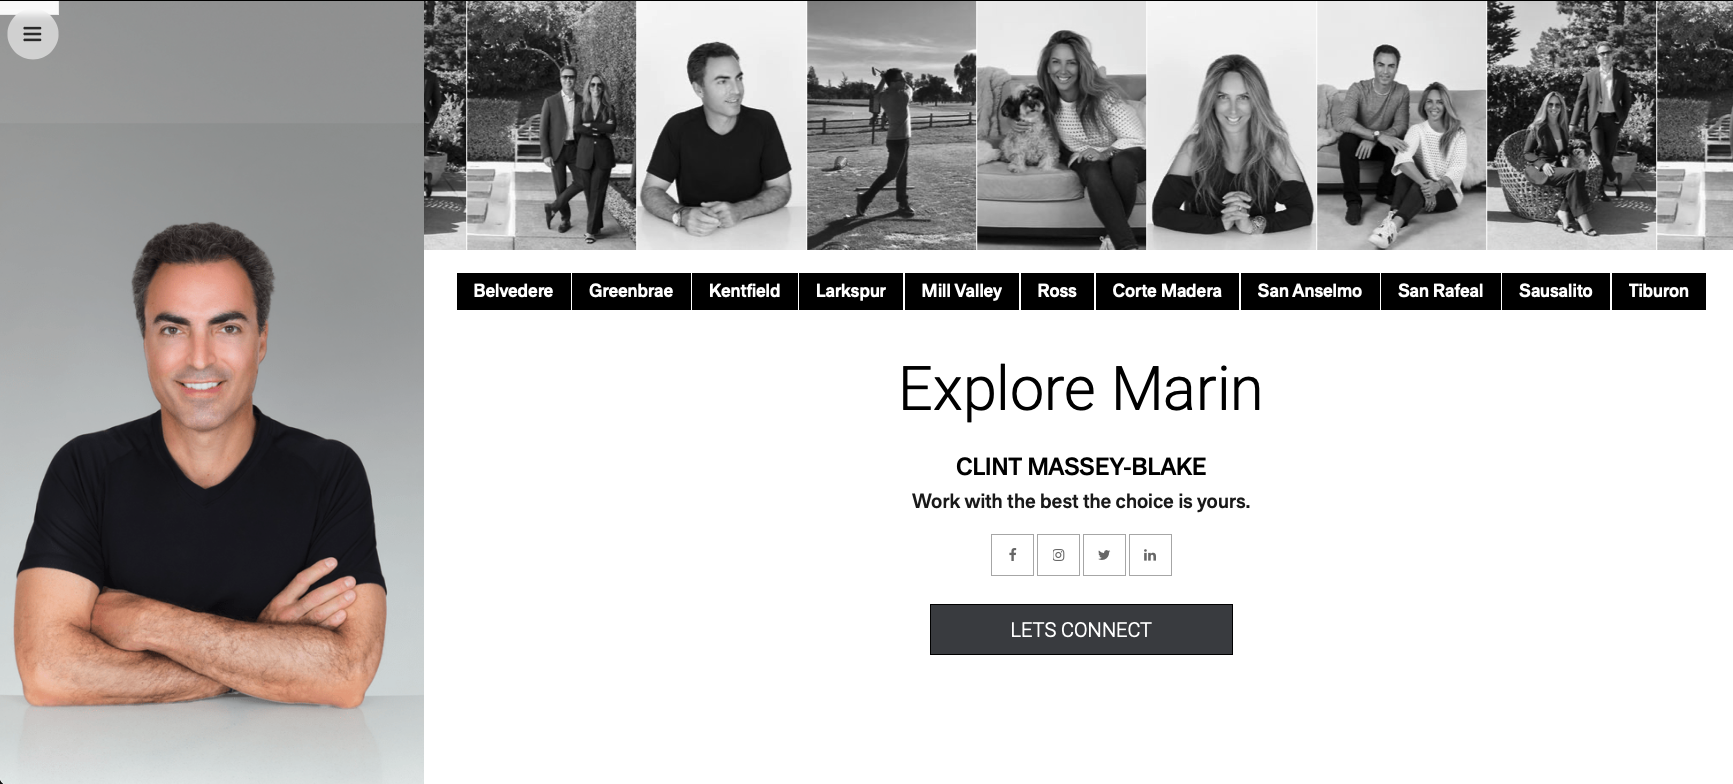 Belvedere Greenbrae Kentfield Larkspur Mill Valley Ross Corte Madera San Anselmo San Rafeal Sausalito Tiburon
Explore Marin
CLINT MASSEY-BLAKE
Work with the best the choice is yours.
LETS CONNECT